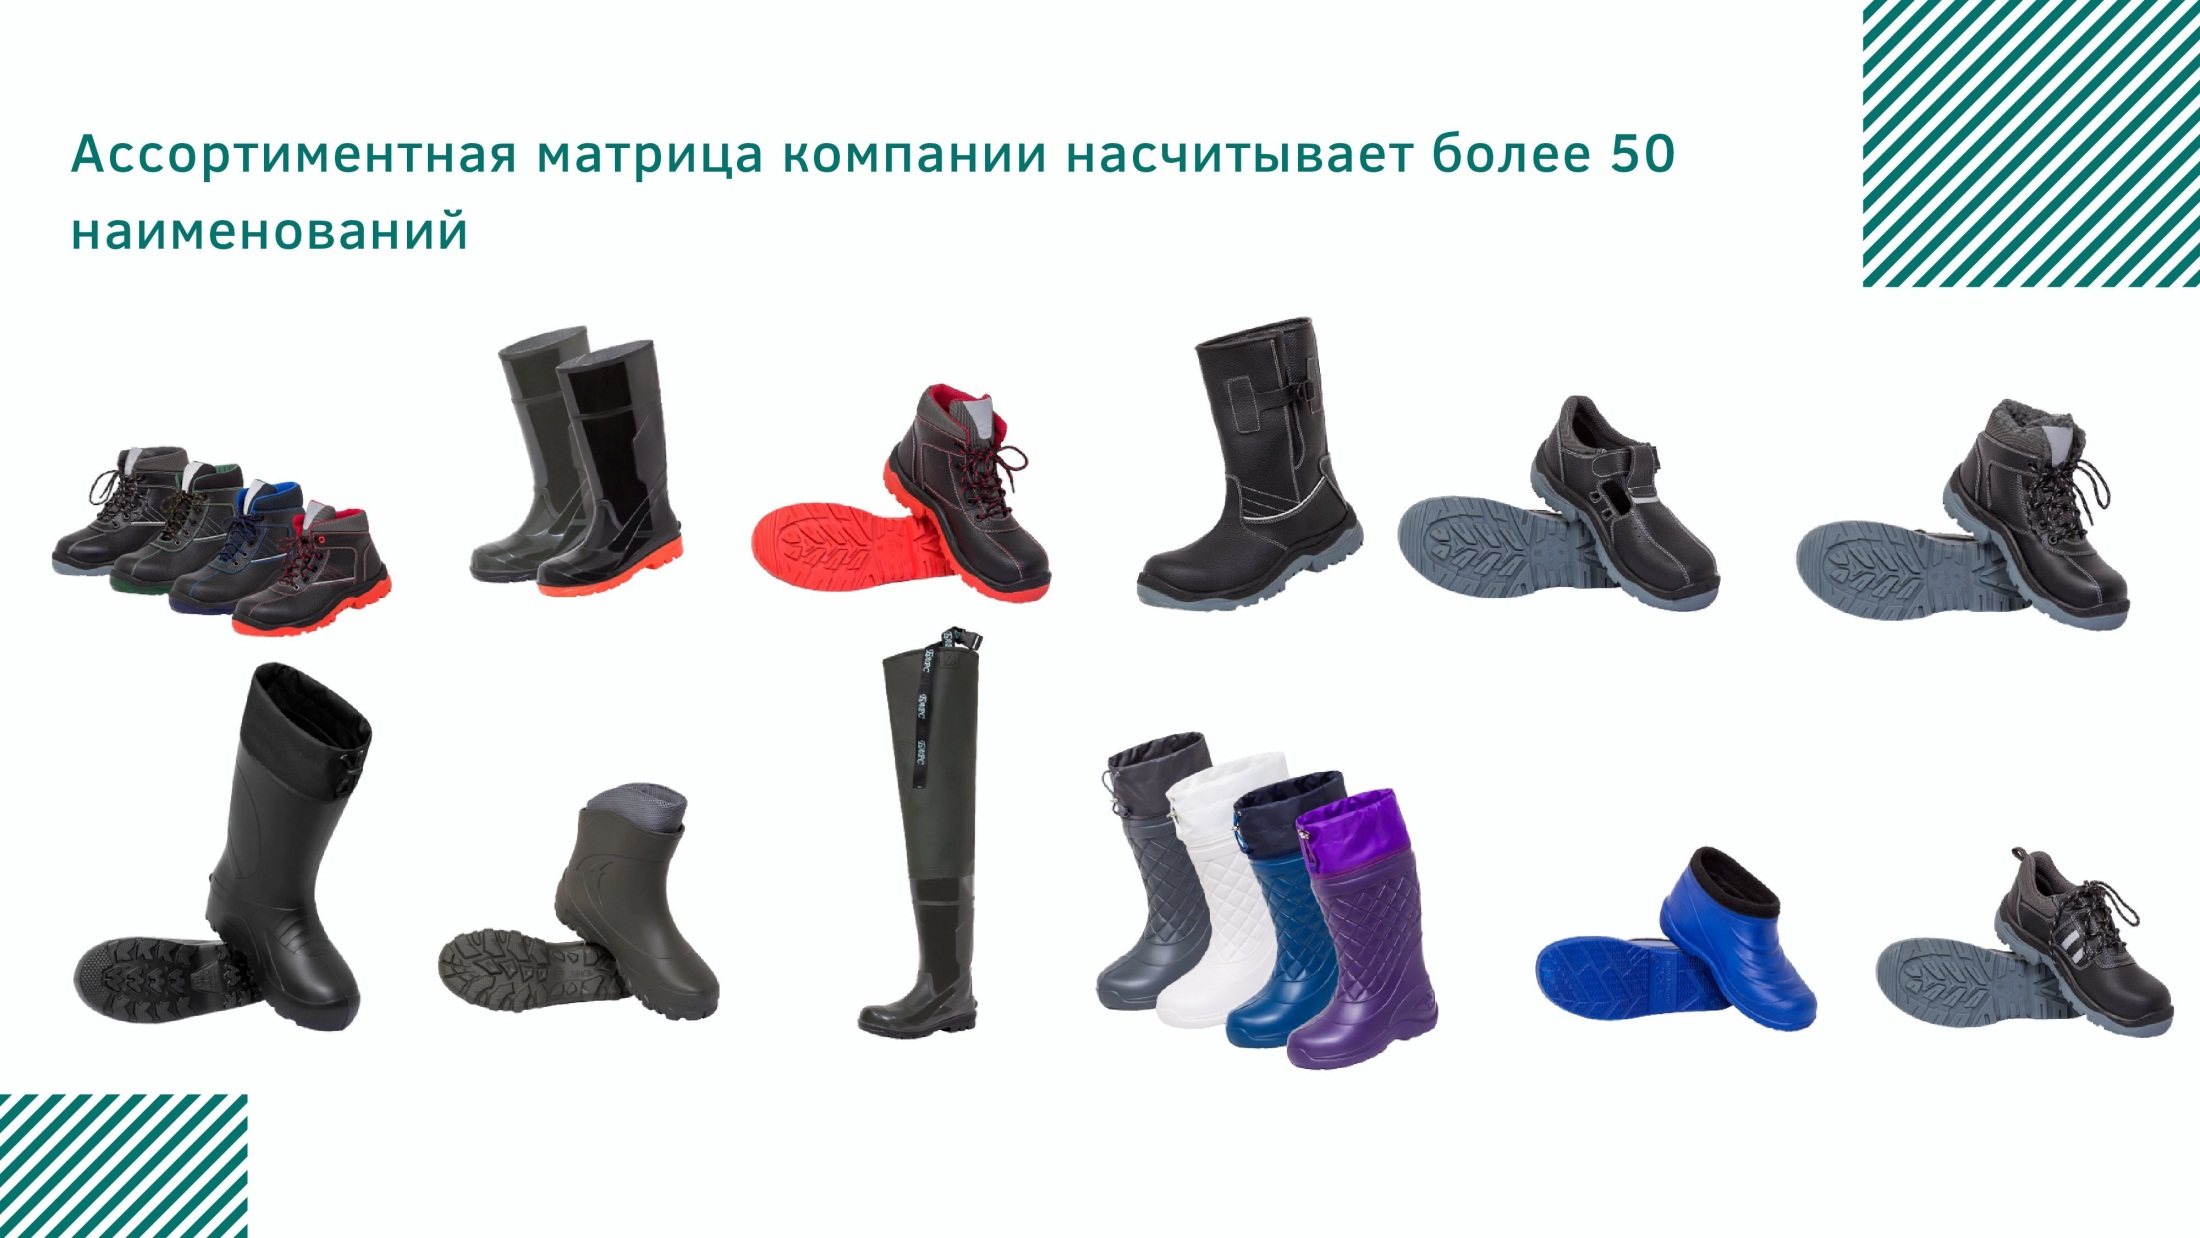 Ассортиментная матрица компании насчитывает более 50
наименований